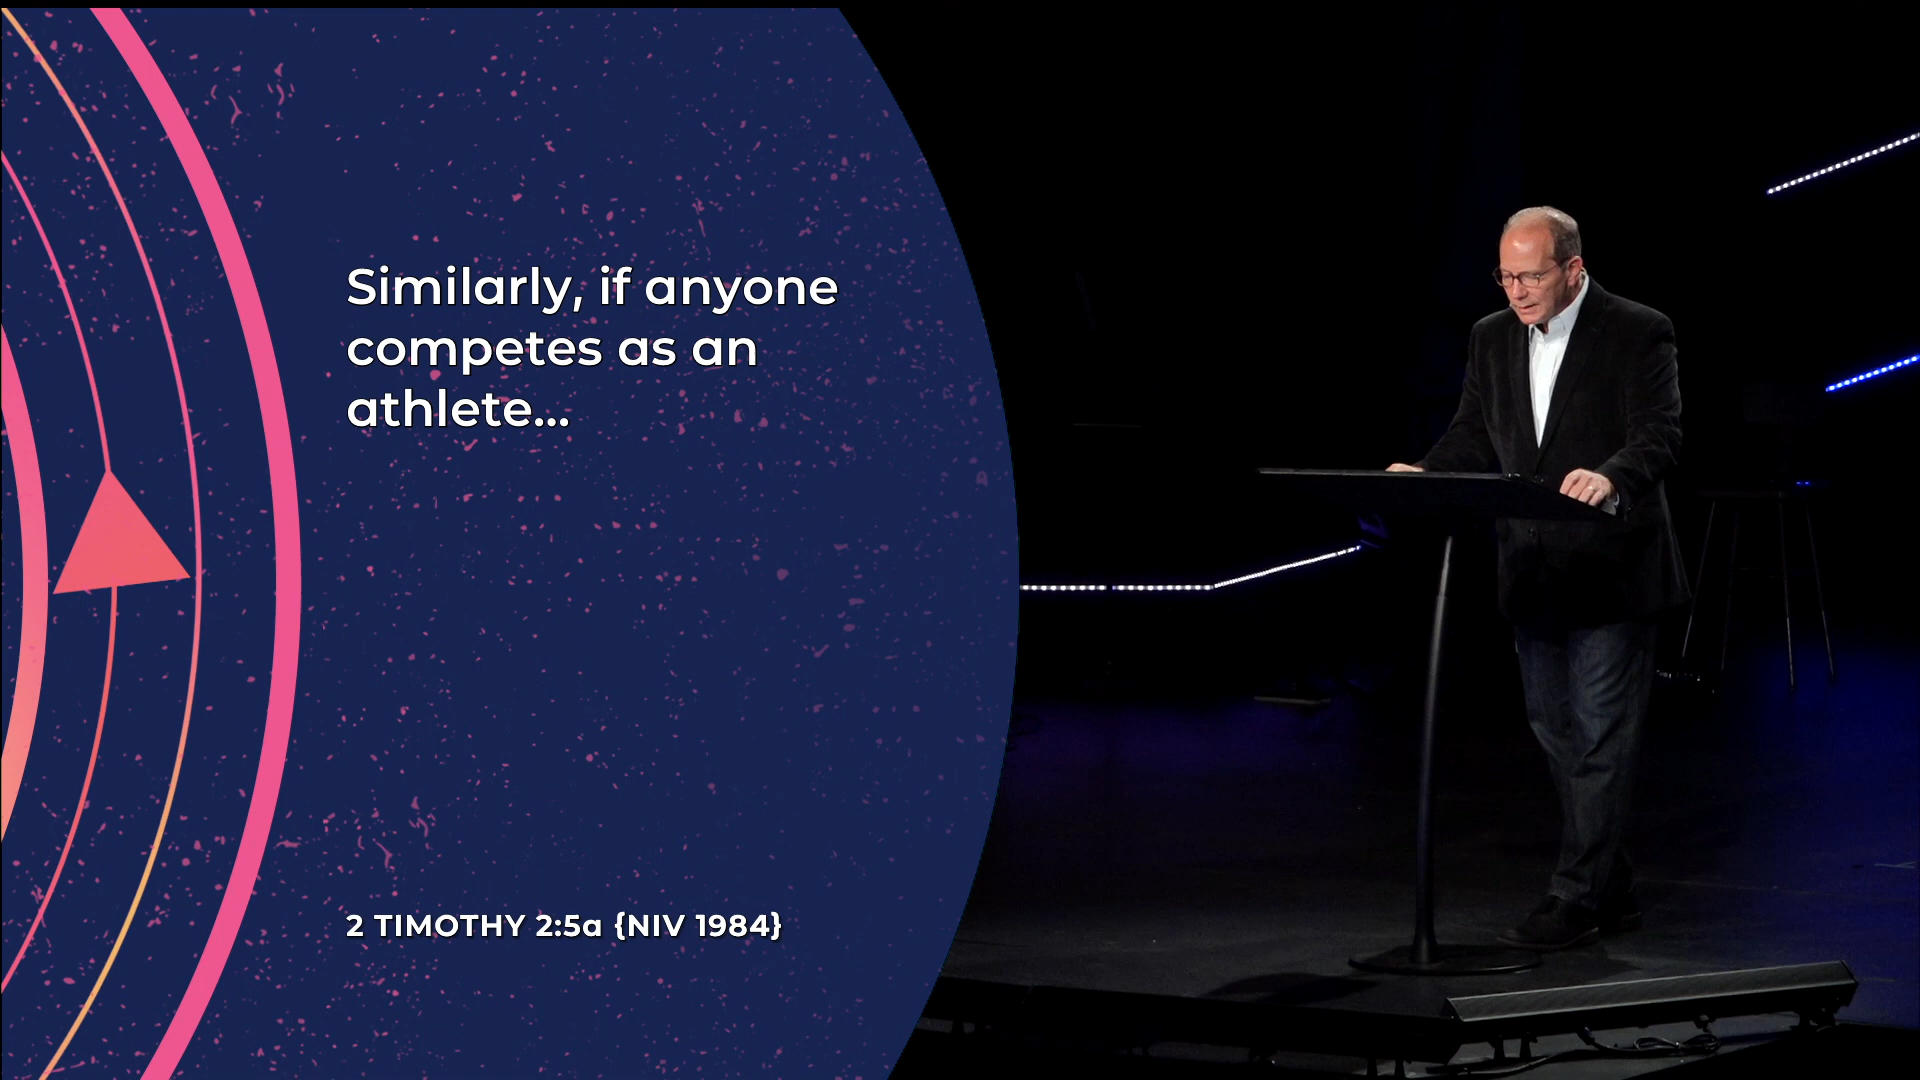 Similarly, if anyone
competes as an
athlete...
2 TIMOTHY 2:5a {NIV 1984}